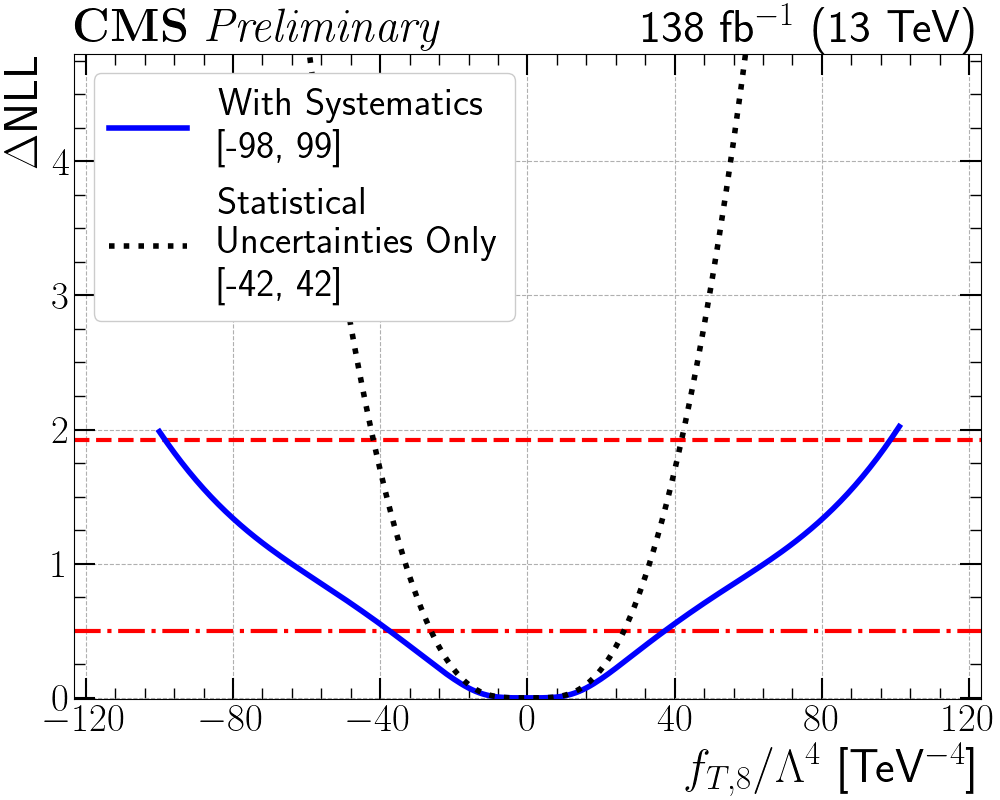 CMS Preliminary 138 fb⁻¹ (13 TeV)
ΔNLL
With Systematics
[-98, 99]
Statistical
Uncertainties Only
[-42, 42]
4
3
2
1
0
−120 −80 −40 0 40 80 120
f_{T,8}/Λ⁴ [TeV⁻⁴]